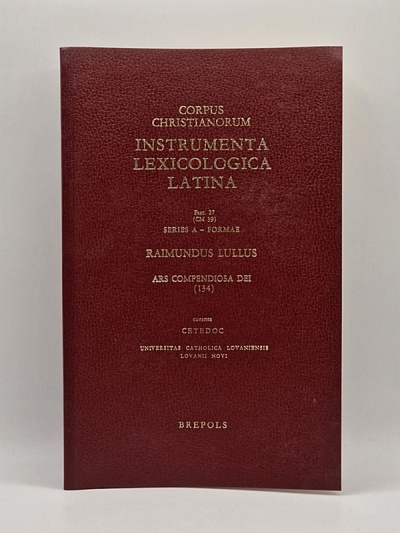 CORPUS
CHRISTIANORUM
INSTRUMENTA
LEXICOLOGICA
LATINA
Fasc. 27
(CM 39)
SERIES A – FORMAE
RAIMUNDUS LULLUS
ARS COMPENDIOSA DEI
(134)
curante
CETEDOC
UNIVERSITAS CATHOLICA LOVANIENSIS
LOVANII NOVI
BREPOLS